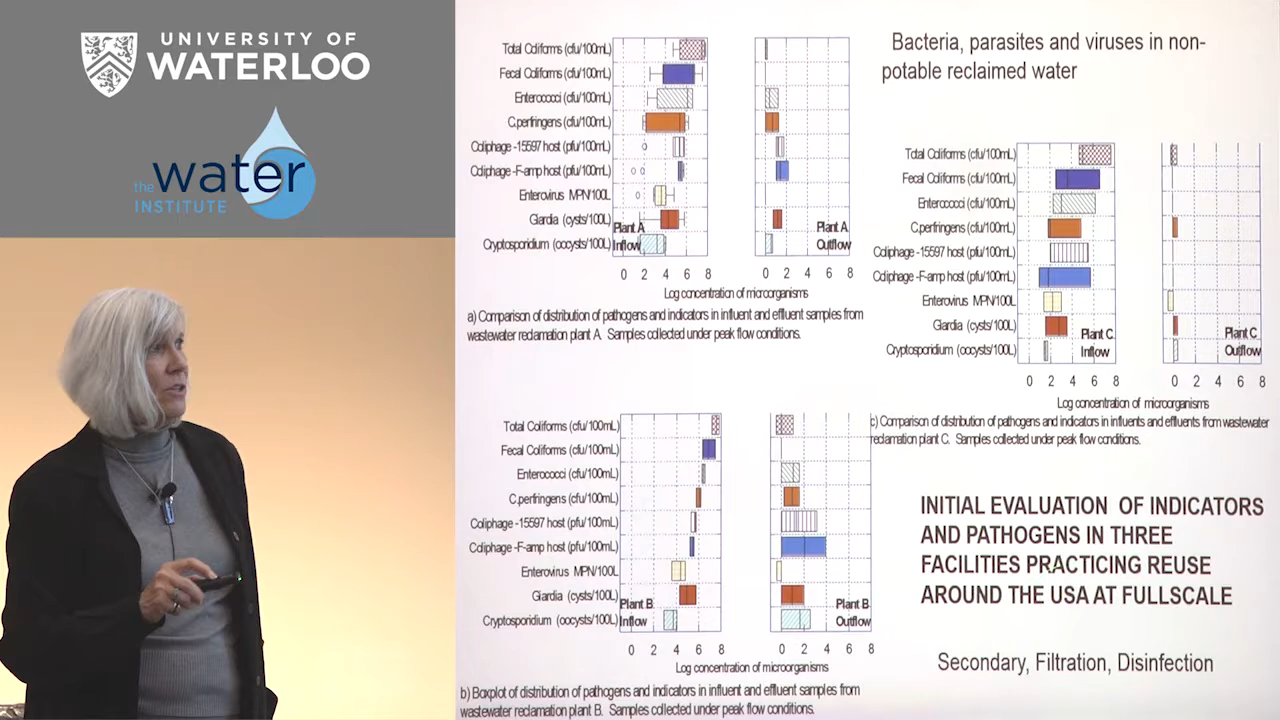 UNIVERSITY OF
WATERLOO
the water
INSTITUTE
Bacteria, parasites and viruses in non-
potable reclaimed water
Total Coliforms (cfu/100mL)
Fecal Coliforms (cfu/100mL)
Enterococci (cfu/100mL)
C.perfringens (cfu/100mL)
Coliphage -15597 host (pfu/100mL)
Coliphage -F-amp host (pfu/100mL)
Enterovirus MPN/100L
Giardia (cysts/100L)
Cryptosporidium (oocysts/100L)
Plant A
Inflow
Plant A
Outflow
0 2 4 6 8 0 2 4 6 8
Log concentration of microorganisms
a) Comparison of distribution of pathogens and indicators in influent and effluent samples from
wastewater reclamation plant A. Samples collected under peak flow conditions.
Total Coliforms (cfu/100mL)
Fecal Coliforms (cfu/100mL)
Enterococci (cfu/100mL)
C.perfringens (cfu/100mL)
Coliphage -15597 host (pfu/100mL)
Coliphage -F-amp host (pfu/100mL)
Enterovirus MPN/100L
Giardia (cysts/100L)
Cryptosporidium (oocysts/100L)
Plant C
Inflow
Plant C
Outflow
0 2 4 6 8 0 2 4 6 8
Log concentration of microorganisms
c) Comparison of distribution of pathogens and indicators in influents and effluents from wastewater
reclamation plant C. Samples collected under peak flow conditions.
Total Coliforms (cfu/100mL)
Fecal Coliforms (cfu/100mL)
Enterococci (cfu/100mL)
C.perfringens (cfu/100mL)
Coliphage -15597 host (pfu/100mL)
Coliphage -F-amp host (pfu/100mL)
Enterovirus MPN/100L
Giardia (cysts/100L)
Cryptosporidium (oocysts/100L)
Plant B
Inflow
Plant B
Outflow
0 2 4 6 8 0 2 4 6 8
Log concentration of microorganisms
b) Boxplot of distribution of pathogens and indicators in influent and effluent samples from
wastewater reclamation plant B. Samples collected under peak flow conditions.
INITIAL EVALUATION OF INDICATORS
AND PATHOGENS IN THREE
FACILITIES PRACTICING REUSE
AROUND THE USA AT FULLSCALE
Secondary, Filtration, Disinfection